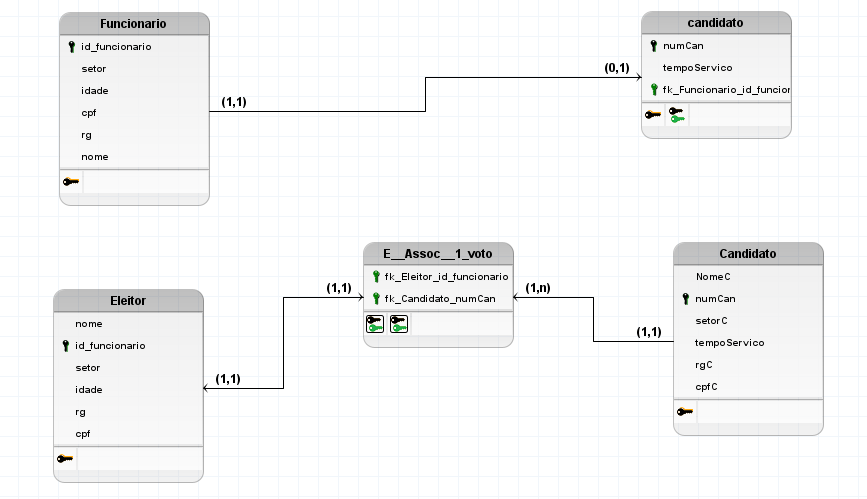 Funcionario
id_funcionario
setor
idade
cpf
rg
nome
(1,1)
(0,1)
candidato
numCan
tempoServico
fk_Funcionario_id_funcior
E__Assoc__1_voto
fk_Eleitor_id_funcionario
fk_Candidato_numCan
(1,1)
(1,n)
Eleitor
nome
id_funcionario
setor
idade
rg
cpf
(1,1)
(1,1)
Candidato
NomeC
numCan
setorC
tempoServico
rgC
cpfC